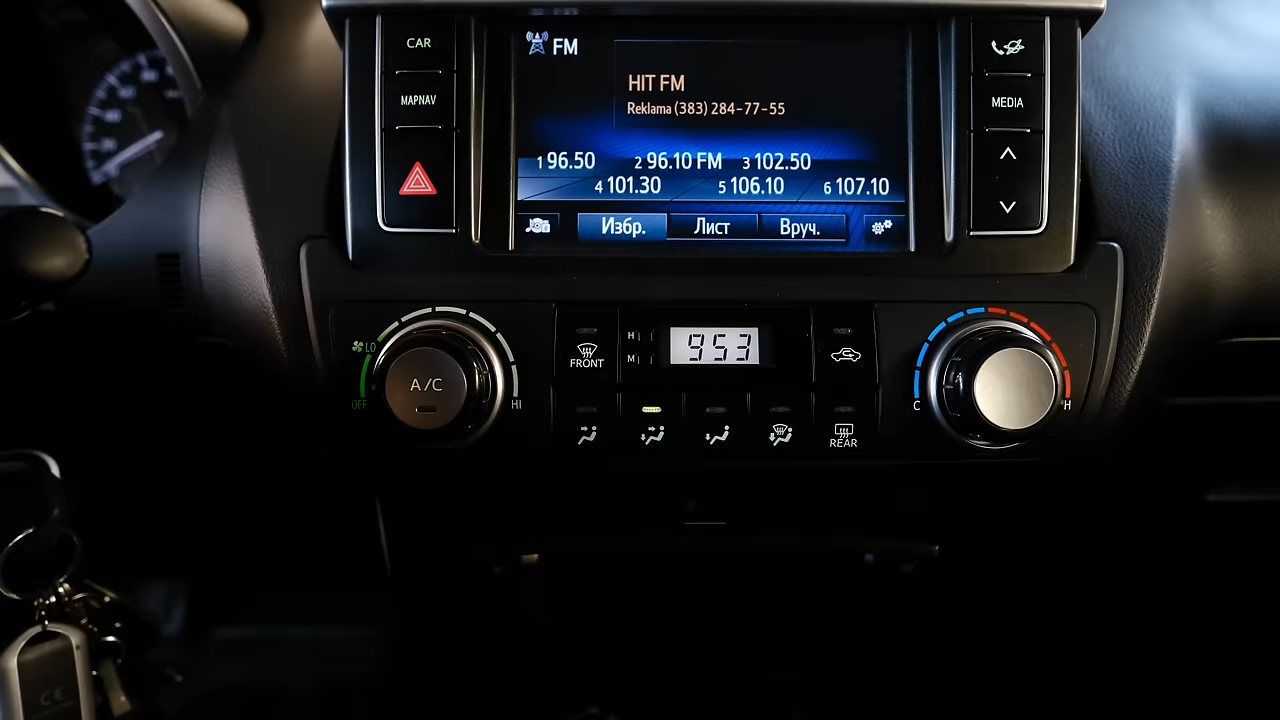 CAR
MAPNAV
FM
HIT FM
Reklama (383) 284-77-55
1 96.50 2 96.10 FM 3 102.50
4 101.30 5 106.10 6 107.10
Избр. Лист Вруч.
MEDIA
LO
OFF
A/C
HI
FRONT
H
M
953
REAR
C
H
CE